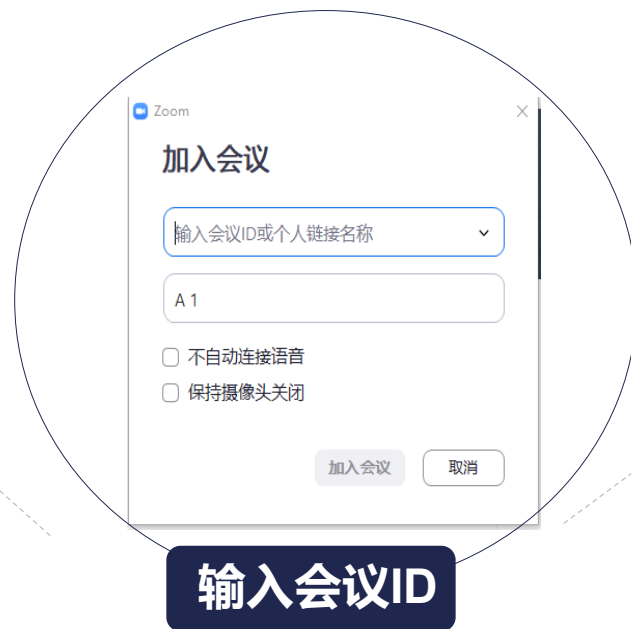 Zoom
加入会议
输入会议ID或个人链接名称
A 1
不自动连接语音
保持摄像头关闭
加入会议 取消
输入会议ID